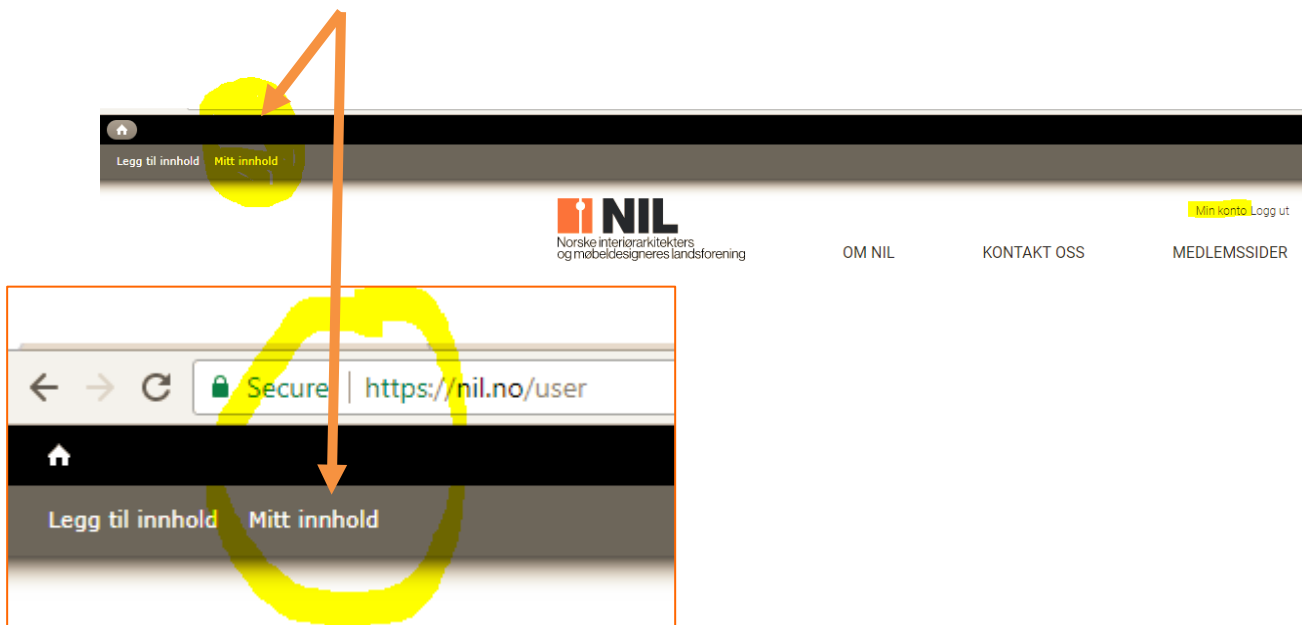 Legg til innhold Mitt innhold
NIL
Norske interiørarkitekters
og møbeldesigneres landsforening
Min konto Logg ut
OM NIL KONTAKT OSS MEDLEMSSIDER
Secure https://nil.no/user
Legg til innhold Mitt innhold